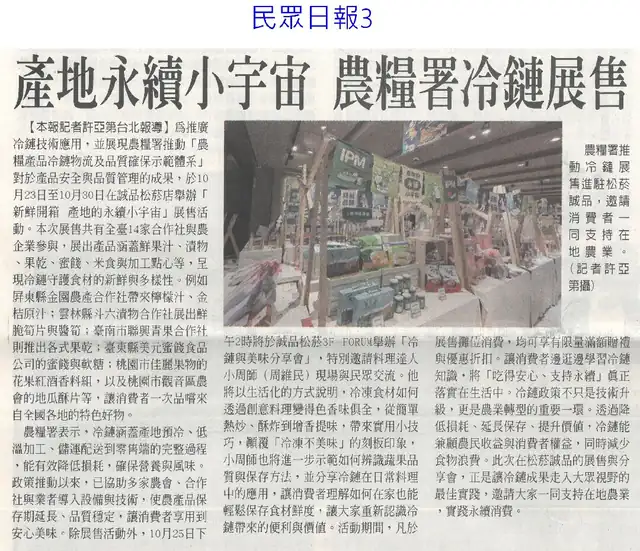 民眾日報3
產地永續小宇宙 農糧署冷鏈展售
【本報記者許亞第台北報導】為推廣
冷鏈技術應用，並展現農糧署推動「農
糧產品冷鏈物流及品質確保示範體系」
對於產品安全與品質管理的成果，於10
月23日至10月30日在誠品松菸店舉辦「
新鮮開箱 產地的永續小宇宙」展售活
動。本次展售共有全臺14家合作社與農
企業參與，展出產品涵蓋鮮果汁、漬物
、果乾、蜜餞、米食與加工點心等，呈
現冷鏈守護食材的新鮮與多樣性。例如
屏東縣金園農產合作社帶來檸檬汁、金
桔原汁；雲林縣斗六漬物合作社展出鮮
脆筍片與醬筍；臺南市聯興青果合作社
則推出各式果乾；臺東縣美元蜜餞食品
公司的蜜餞與軟糖；桃園市佳麗果物的
花果紅酒香料組，以及桃園市觀音區農
會的地瓜酥片等，讓消費者一次品嚐來
自全國各地的特色好物。
農糧署表示，冷鏈涵蓋產地預冷、低
溫加工、儲運配送到零售端的完整過程
，能有效降低損耗，確保營養與風味。
政策推動以來，已協助多家農會、合作
社與業者導入設備與技術，使農產品保
存期延長、品質穩定，讓消費者享用到
安心美味。除展售活動外，10月25日下
IPM
IPM
農糧署推
動冷鏈展
售進駐松菸
誠品，邀請
消費者一
同支持在
地農業。
（記者許亞
第攝）
午2時將於誠品松菸3F FORUM舉辦「冷
鏈與美味分享會」，特別邀請料理達人
小周師（周維民）現場與民眾交流。他
將以生活化的方式說明，冷凍食材如何
透過創意料理變得色香味俱全，從簡單
熱炒、酥炸到增香提味，帶來實用小技
巧，顛覆「冷凍不美味」的刻板印象，
小周師也將進一步示範如何辨識蔬果品
質與保存方法，並分享冷鏈在日常料理
中的應用，讓消費者理解如何在家也能
輕鬆保存食材鮮度，讓大家重新認識冷
鏈帶來的便利與價值。活動期間，凡於
展售攤位消費，均可享有限量滿額贈禮
與優惠折扣。讓消費者邊逛邊學習冷鏈
知識，將「吃得安心、支持永續」真正
落實在生活中。冷鏈政策不只是技術升
級，更是農業轉型的重要一環。透過降
低損耗、延長保存、提升價值，冷鏈能
兼顧農民收益與消費者權益，同時減少
食物浪費。此次在松菸誠品的展售與分
享會，正是讓冷鏈成果走入大眾視野的
最佳實踐，邀請大家一同支持在地農業
，實踐永續消費。